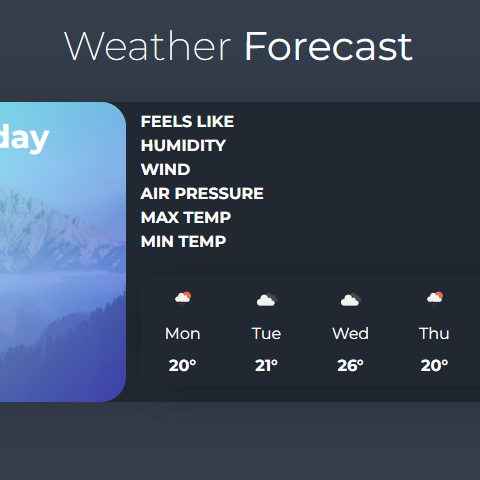 Weather Forecast
day
FEELS LIKE
HUMIDITY
WIND
AIR PRESSURE
MAX TEMP
MIN TEMP
Mon Tue Wed Thu
20° 21° 26° 20°